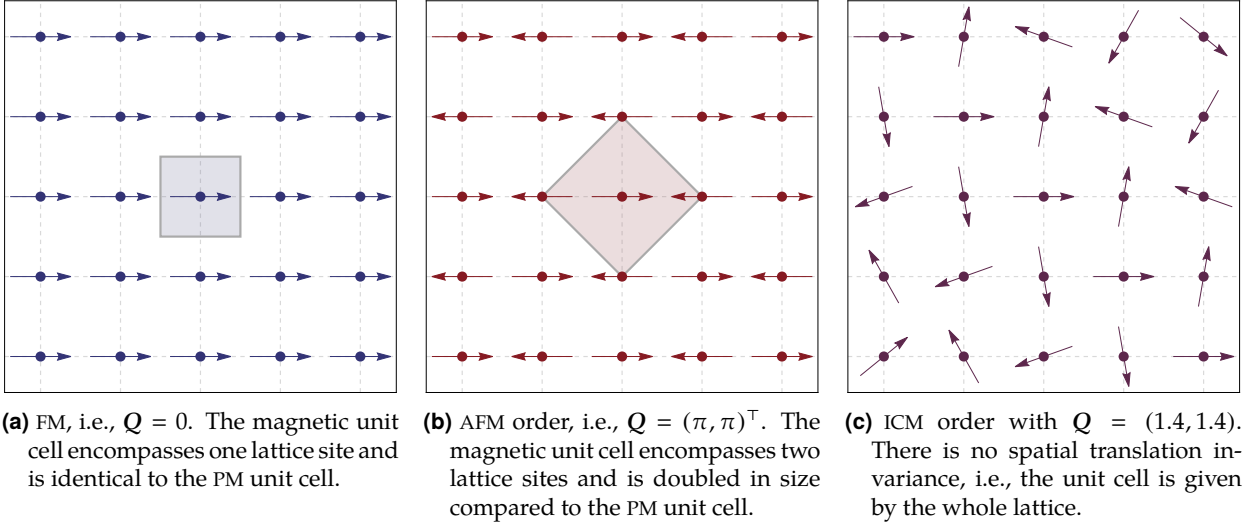 (a) FM, i.e., Q = 0. The magnetic unit
cell encompasses one lattice site and
is identical to the PM unit cell.
(b) AFM order, i.e., Q = (π, π)⊤. The
magnetic unit cell encompasses two
lattice sites and is doubled in size
compared to the PM unit cell.
(c) ICM order with Q = (1.4, 1.4).
There is no spatial translation in-
variance, i.e., the unit cell is given
by the whole lattice.